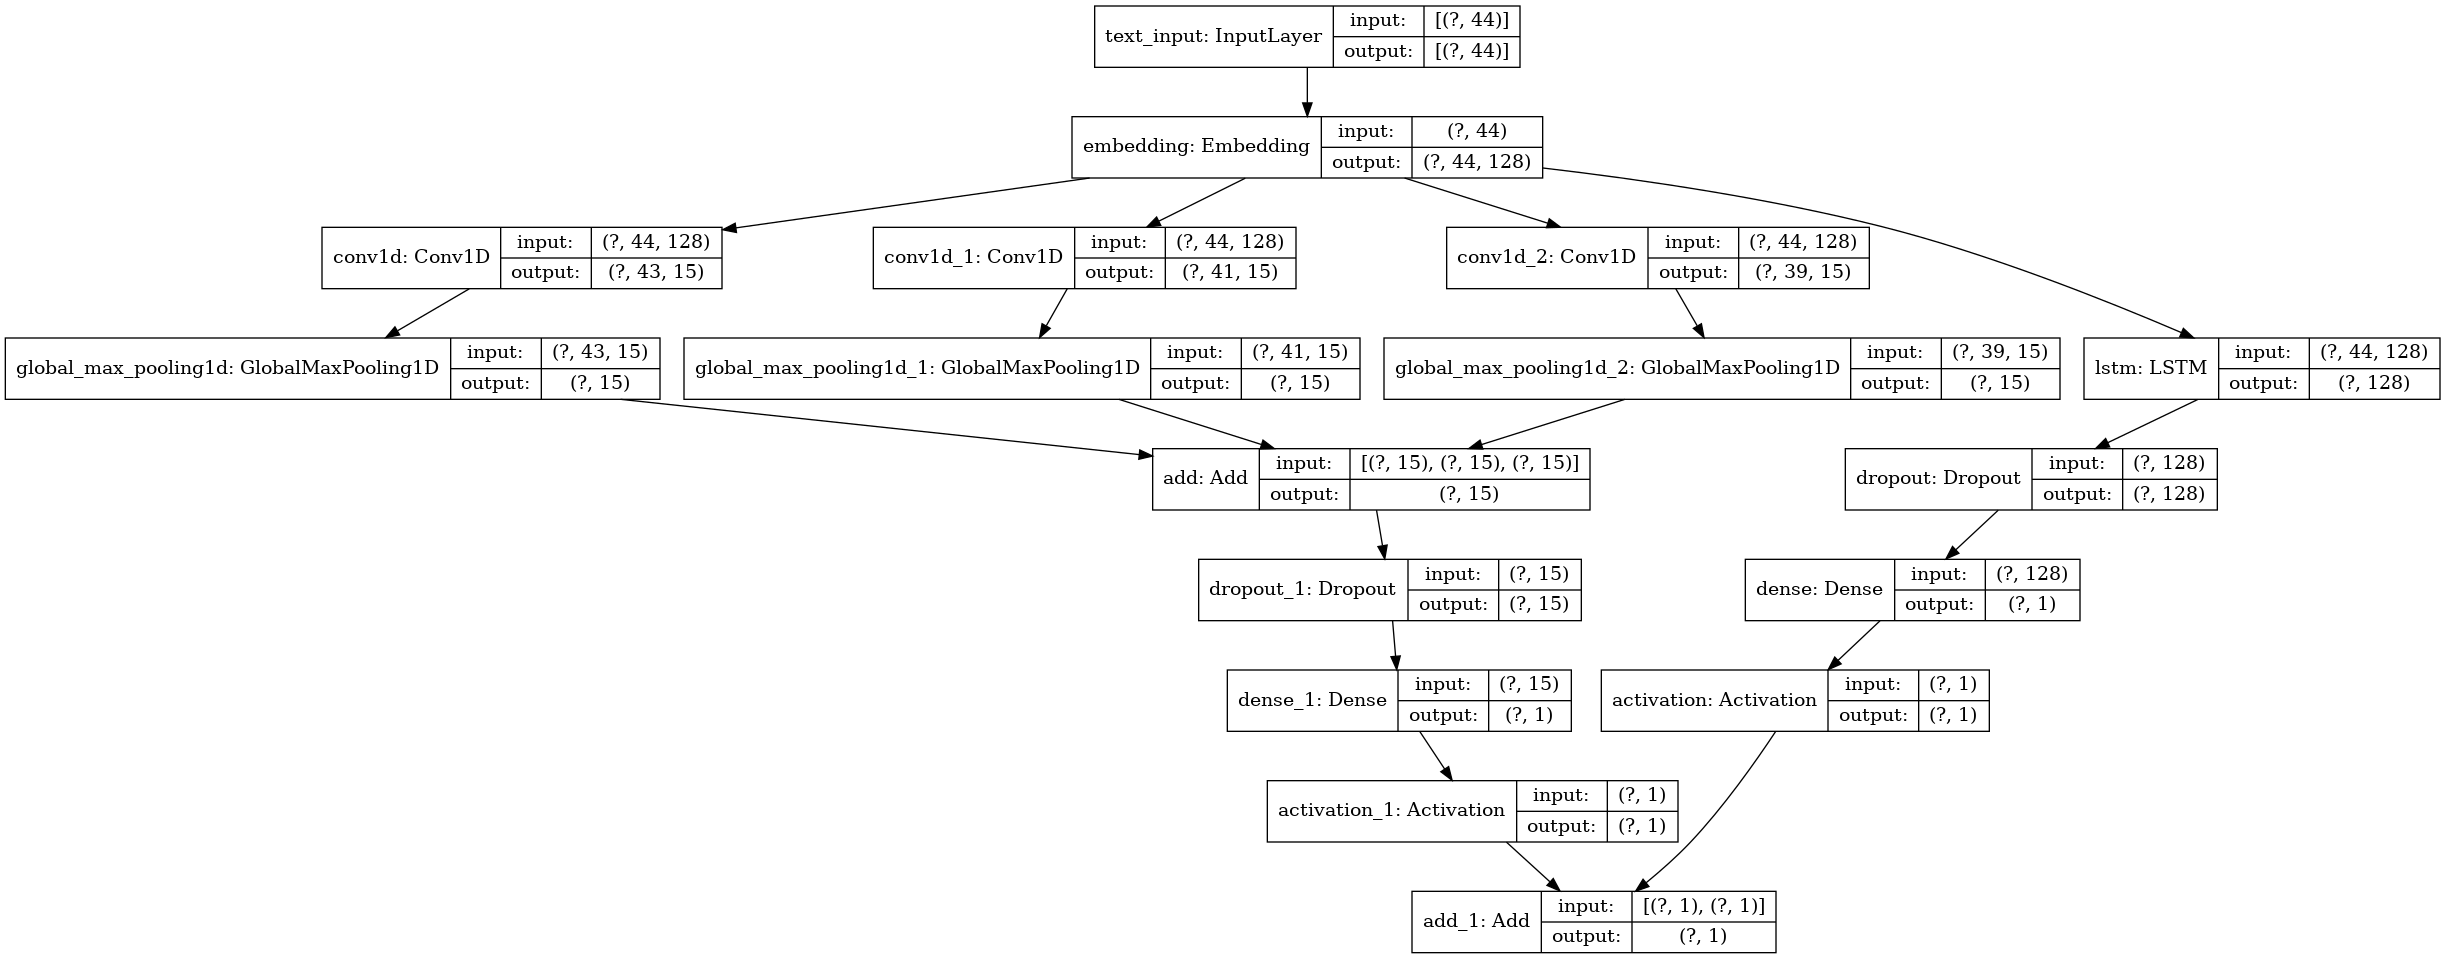 text_input: InputLayer
input:
[(?, 44)]
output:
[(?, 44)]
embedding: Embedding
input:
(?, 44)
output:
(?, 44, 128)
conv1d: Conv1D
input:
(?, 44, 128)
output:
(?, 43, 15)
conv1d_1: Conv1D
input:
(?, 44, 128)
output:
(?, 41, 15)
conv1d_2: Conv1D
input:
(?, 44, 128)
output:
(?, 39, 15)
global_max_pooling1d: GlobalMaxPooling1D
input:
(?, 43, 15)
output:
(?, 15)
global_max_pooling1d_1: GlobalMaxPooling1D
input:
(?, 41, 15)
output:
(?, 15)
global_max_pooling1d_2: GlobalMaxPooling1D
input:
(?, 39, 15)
output:
(?, 15)
lstm: LSTM
input:
(?, 44, 128)
output:
(?, 128)
add: Add
input:
[(?, 15), (?, 15), (?, 15)]
output:
(?, 15)
dropout: Dropout
input:
(?, 128)
output:
(?, 128)
dropout_1: Dropout
input:
(?, 15)
output:
(?, 15)
dense: Dense
input:
(?, 128)
output:
(?, 1)
dense_1: Dense
input:
(?, 15)
output:
(?, 1)
activation: Activation
input:
(?, 1)
output:
(?, 1)
activation_1: Activation
input:
(?, 1)
output:
(?, 1)
add_1: Add
input:
[(?, 1), (?, 1)]
output:
(?, 1)